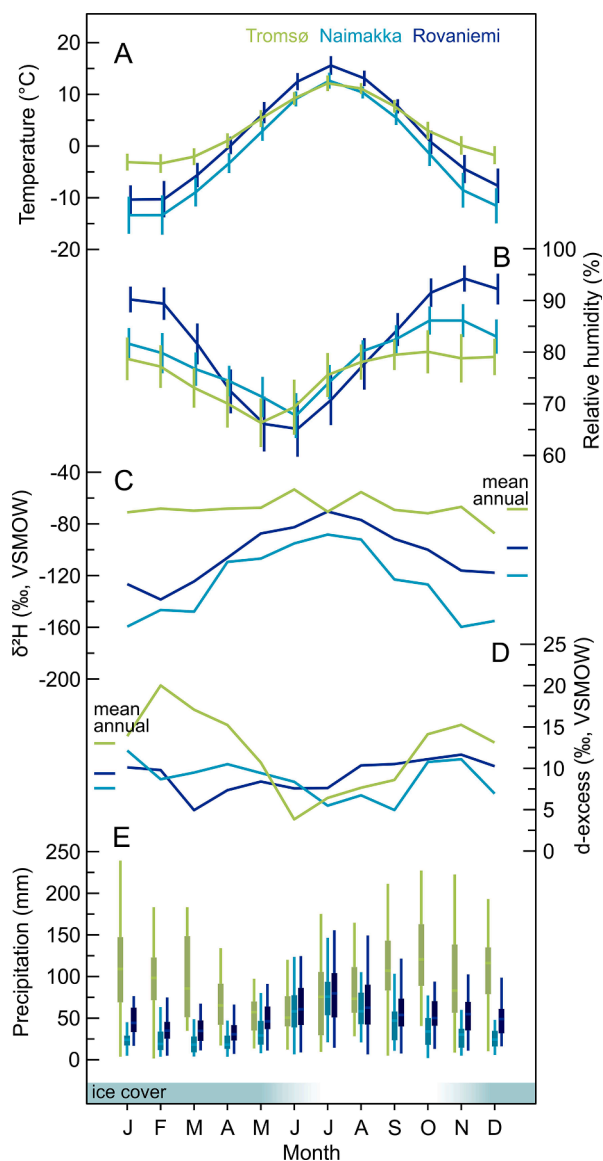 A
Tromsø Naimakka Rovaniemi
Temperature (°C)
20
10
0
-10
-20
B
Relative humidity (%)
100
90
80
70
60
C
δ²H (‰, VSMOW)
-40
-80
-120
-160
-200
mean
annual
D
d-excess (‰, VSMOW)
25
20
15
10
5
0
mean
annual
E
Precipitation (mm)
250
200
150
100
50
0
ice cover
J F M A M J J A S O N D
Month